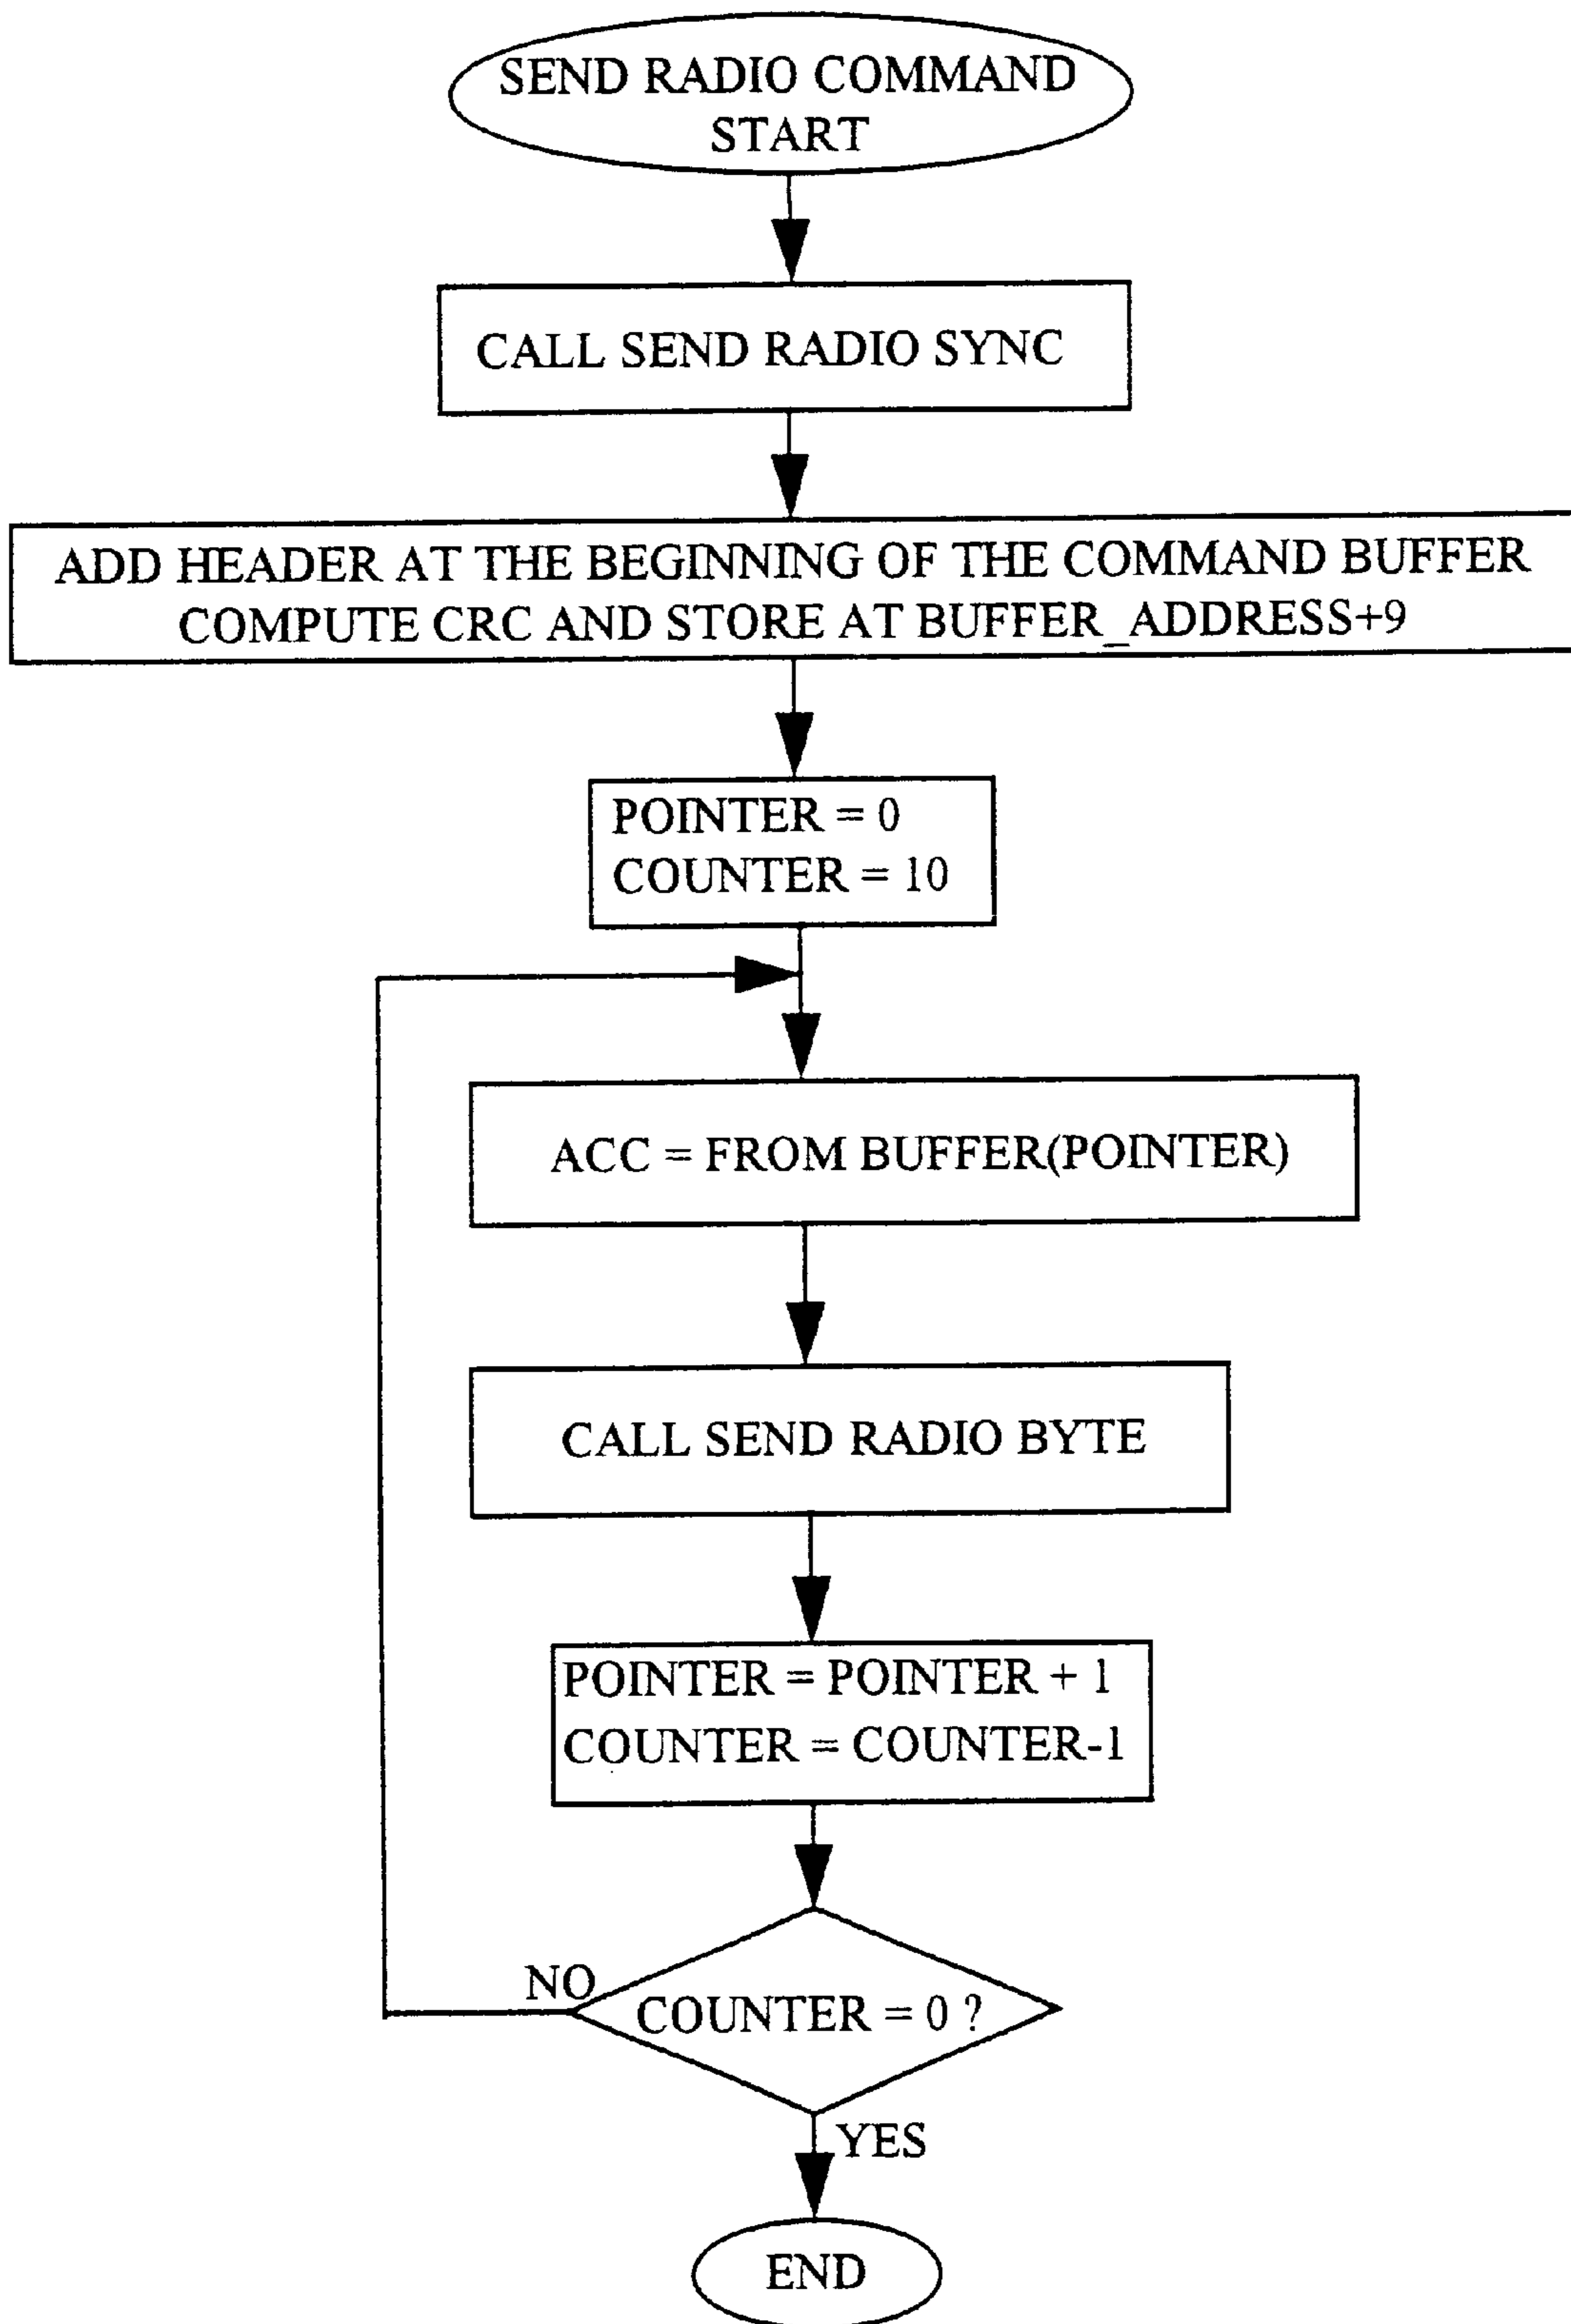 SEND RADIO COMMAND
START
CALL SEND RADIO SYNC
ADD HEADER AT THE BEGINNING OF THE COMMAND BUFFER
COMPUTE CRC AND STORE AT BUFFER_ADDRESS+9
POINTER = 0
COUNTER = 10
ACC = FROM BUFFER(POINTER)
CALL SEND RADIO BYTE
POINTER = POINTER + 1
COUNTER = COUNTER-1
NO
COUNTER = 0 ?
YES
END